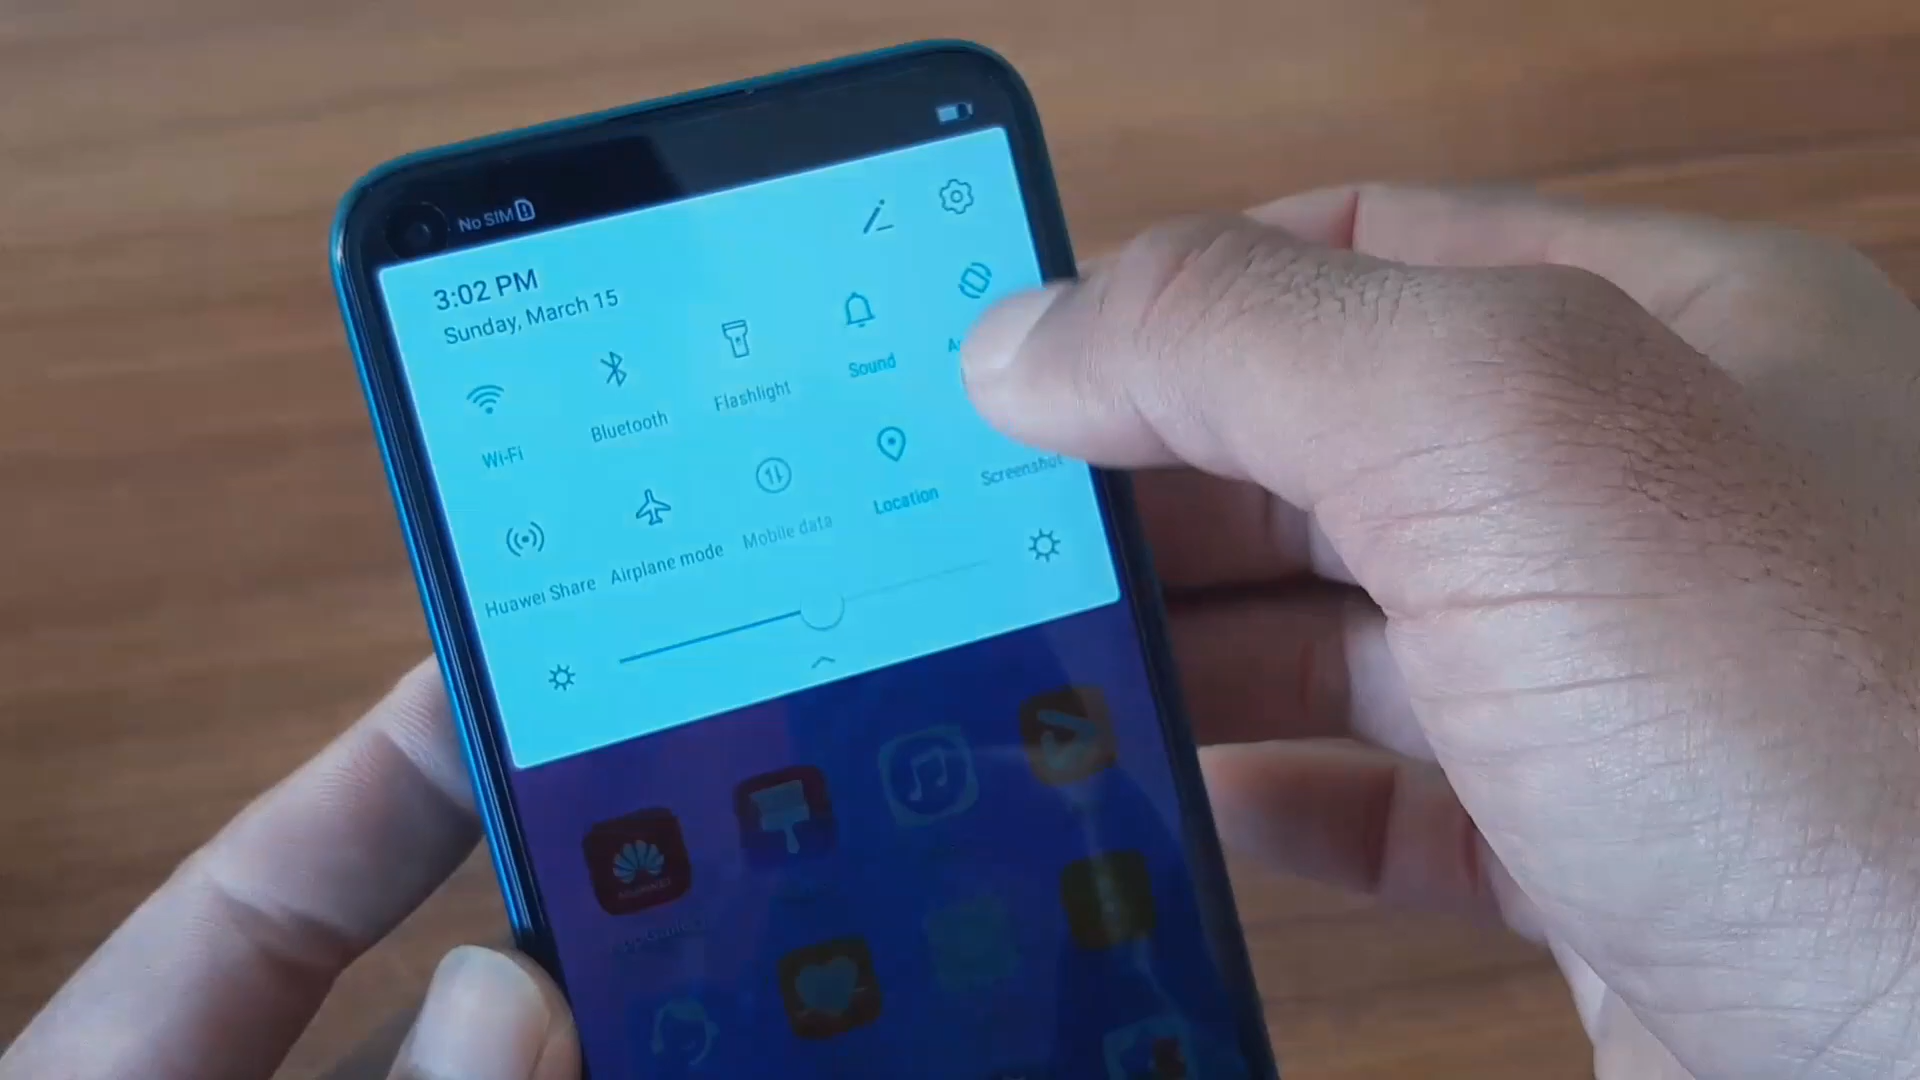 No SIM
3:02 PM
Sunday, March 15
Wi-Fi
Bluetooth
Flashlight
Sound
Huawei Share
Airplane mode
Mobile data
Location
Screenshot